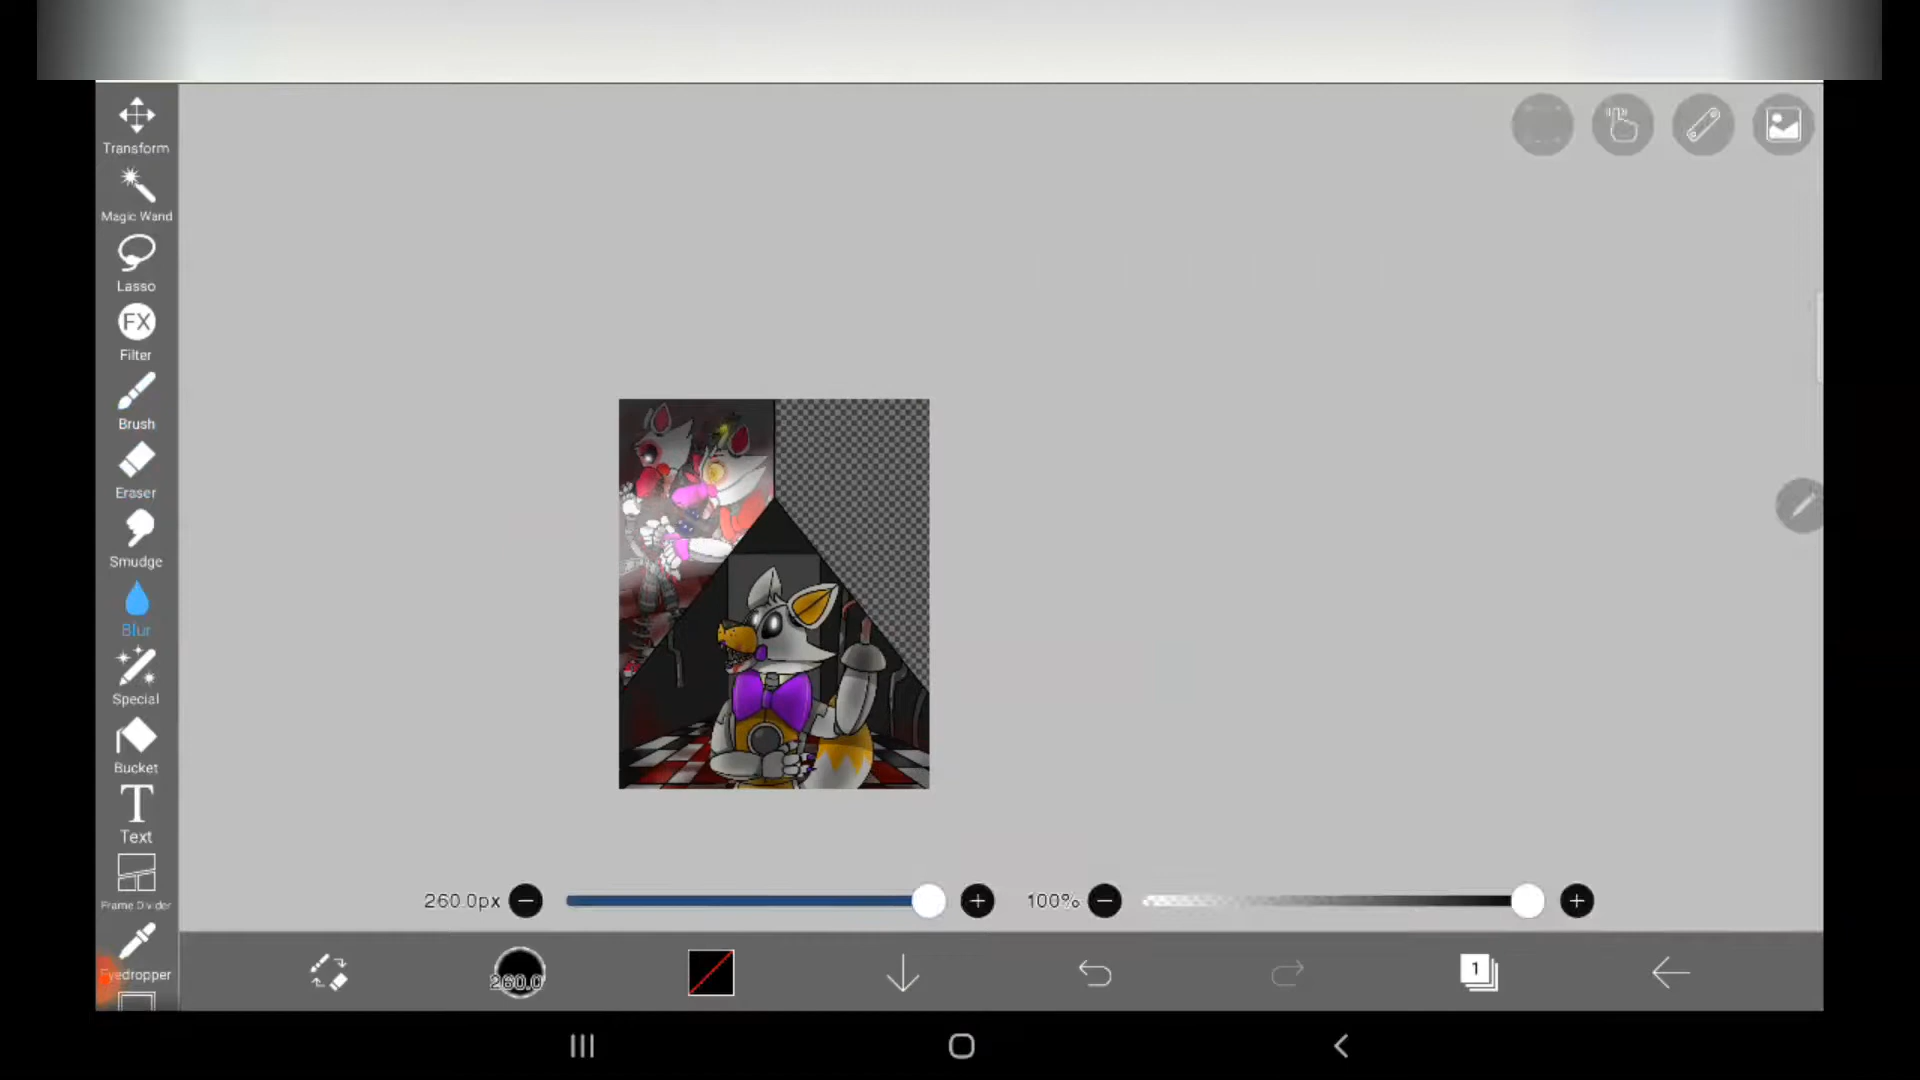 Transform
Magic Wand
Lasso
FX
Filter
Brush
Eraser
Smudge
Blur
Special
Bucket
T
Text
Frame Divider
Eyedropper
260.0px
100%
260.0
1